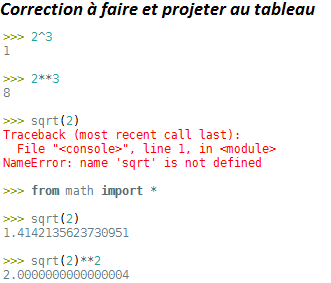 Correction à faire et projeter au tableau
>>> 2^3
1
>>> 2**3
8
>>> sqrt(2)
Traceback (most recent call last):
  File "<console>", line 1, in <module>
NameError: name 'sqrt' is not defined
>>> from math import *
>>> sqrt(2)
1.4142135623730951
>>> sqrt(2)**2
2.0000000000000004